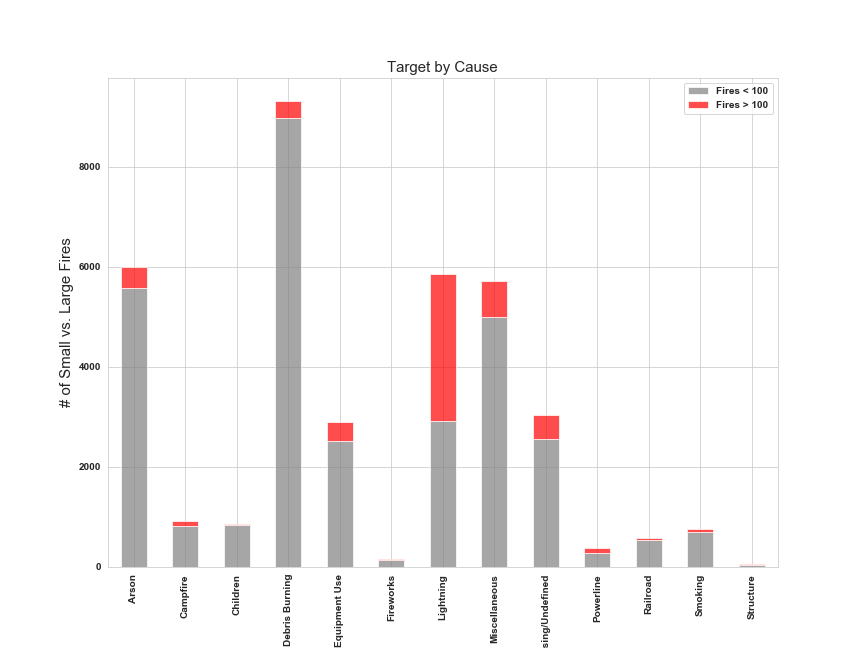 Target by Cause
Fires < 100
Fires > 100
# of Small vs. Large Fires
8000
6000
4000
2000
0
Arson
Campfire
Children
Debris Burning
Equipment Use
Fireworks
Lightning
Miscellaneous
sing/Undefined
Powerline
Railroad
Smoking
Structure